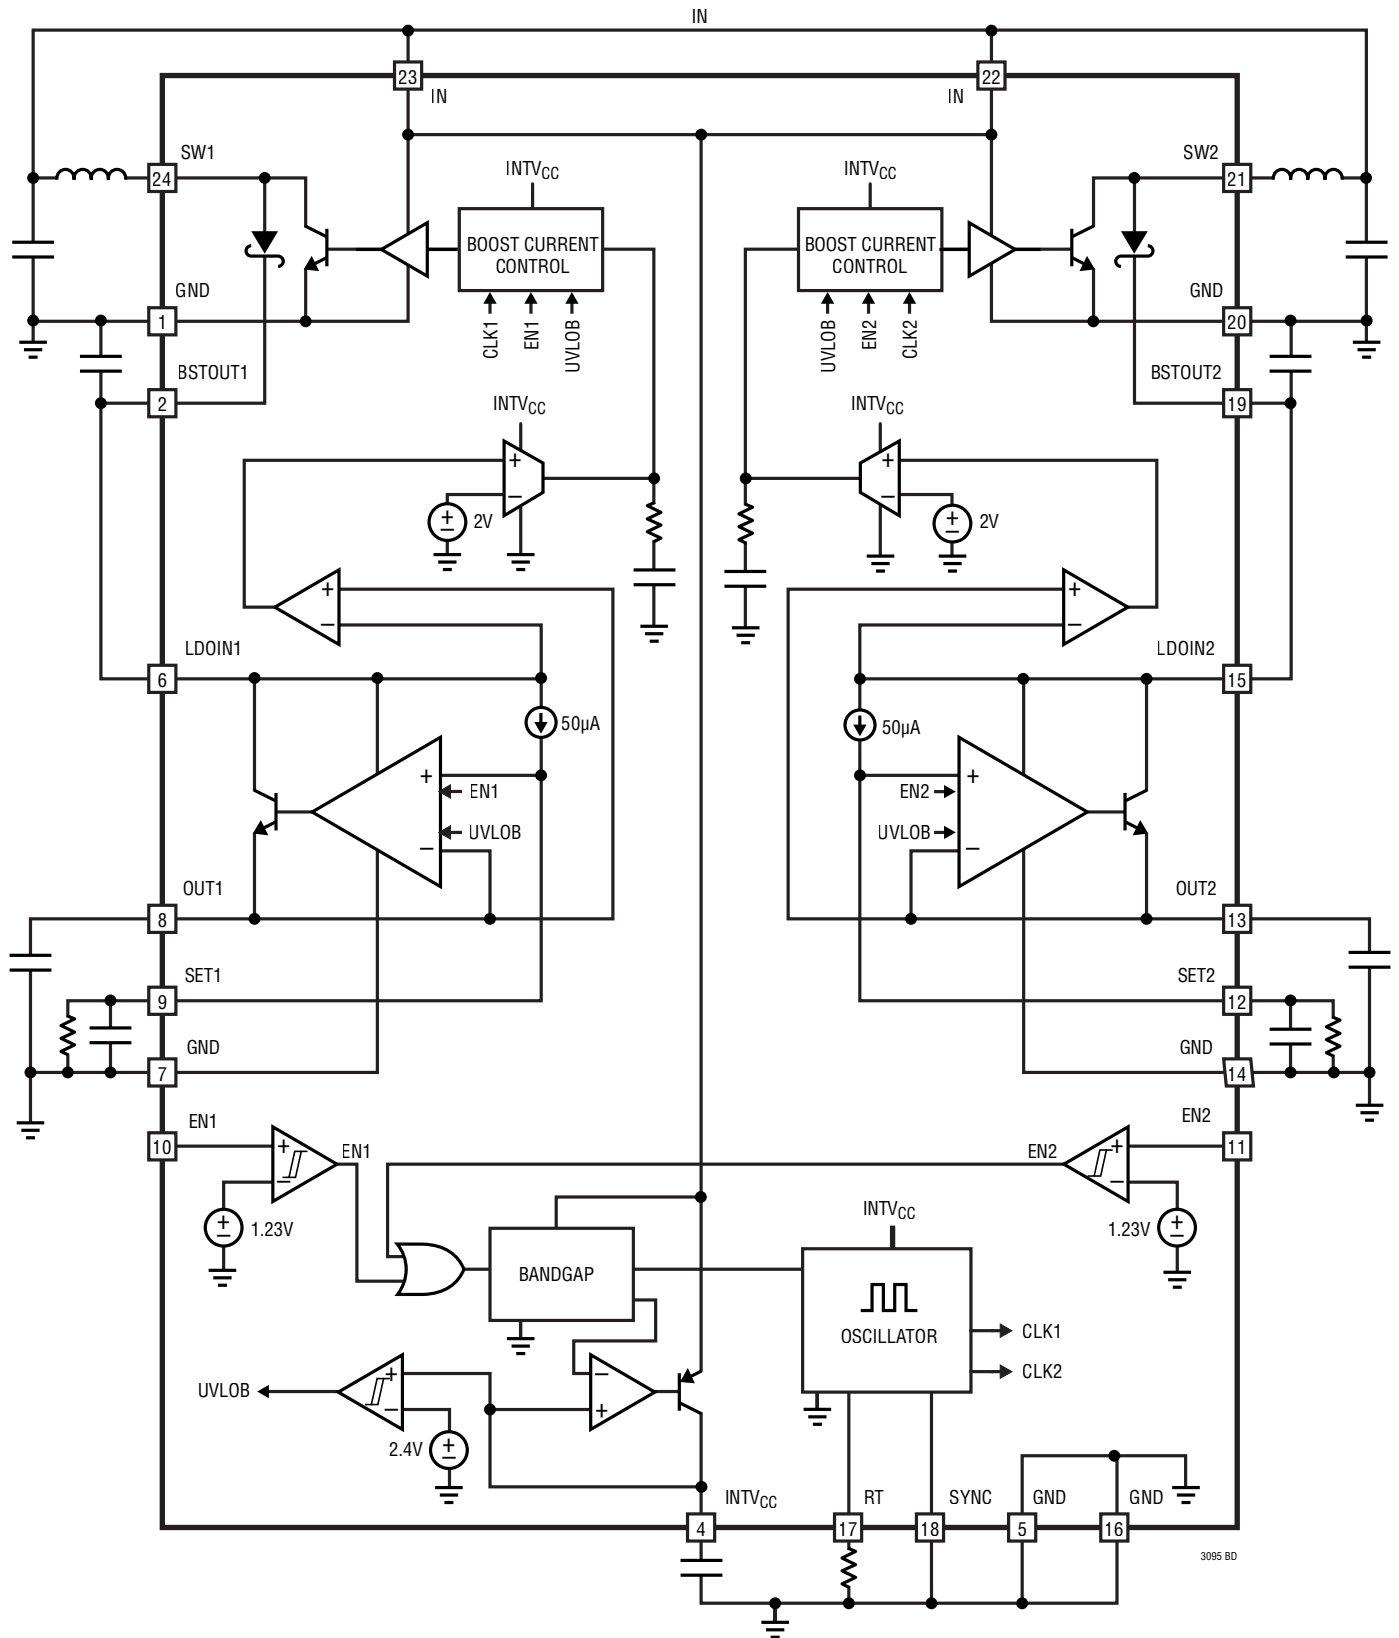 IN
23
22
IN
IN
SW1
SW2
24
21
INTVCC
INTVCC
BOOST CURRENT
CONTROL
BOOST CURRENT
CONTROL
GND
GND
1
20
CLK1
EN1
UVLOB
UVLOB
EN2
CLK2
BSTOUT1
BSTOUT2
2
19
INTVCC
INTVCC
+
+
–
–
+
–
2V
+
–
2V
+
+
–
–
LDOIN1
LDOIN2
6
15
50µA
50µA
+
+
EN1
EN2
UVLOB
UVLOB
–
–
OUT1
OUT2
8
13
SET1
SET2
9
12
GND
GND
7
14
EN1
EN2
10
11
+
EN1
EN2
+
–
–
+
–
1.23V
INTVCC
1.23V
+
–
BANDGAP
OSCILLATOR
CLK1
CLK2
UVLOB
+
–
–
+
2.4V
+
–
INTVCC
RT
SYNC
GND
GND
4
17
18
5
16
3095 BD